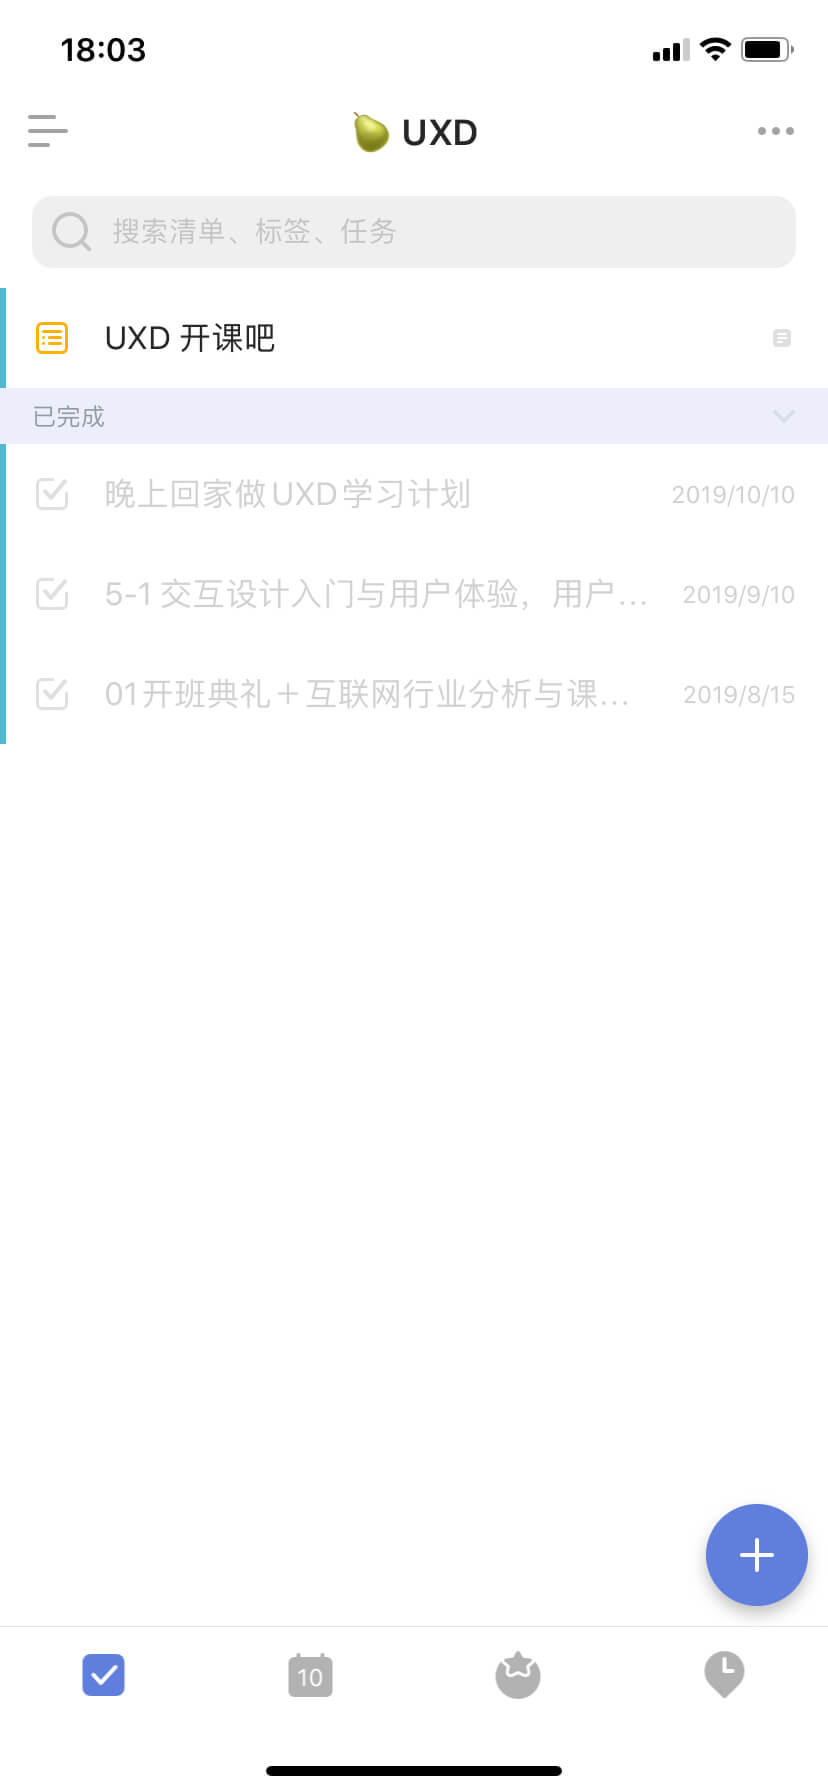 18:03
UXD
搜索清单、标签、任务
UXD 开课吧
已完成
晚上回家做UXD学习计划 2019/10/10
5-1 交互设计入门与用户体验，用户... 2019/9/10
01开班典礼＋互联网行业分析与课... 2019/8/15
10